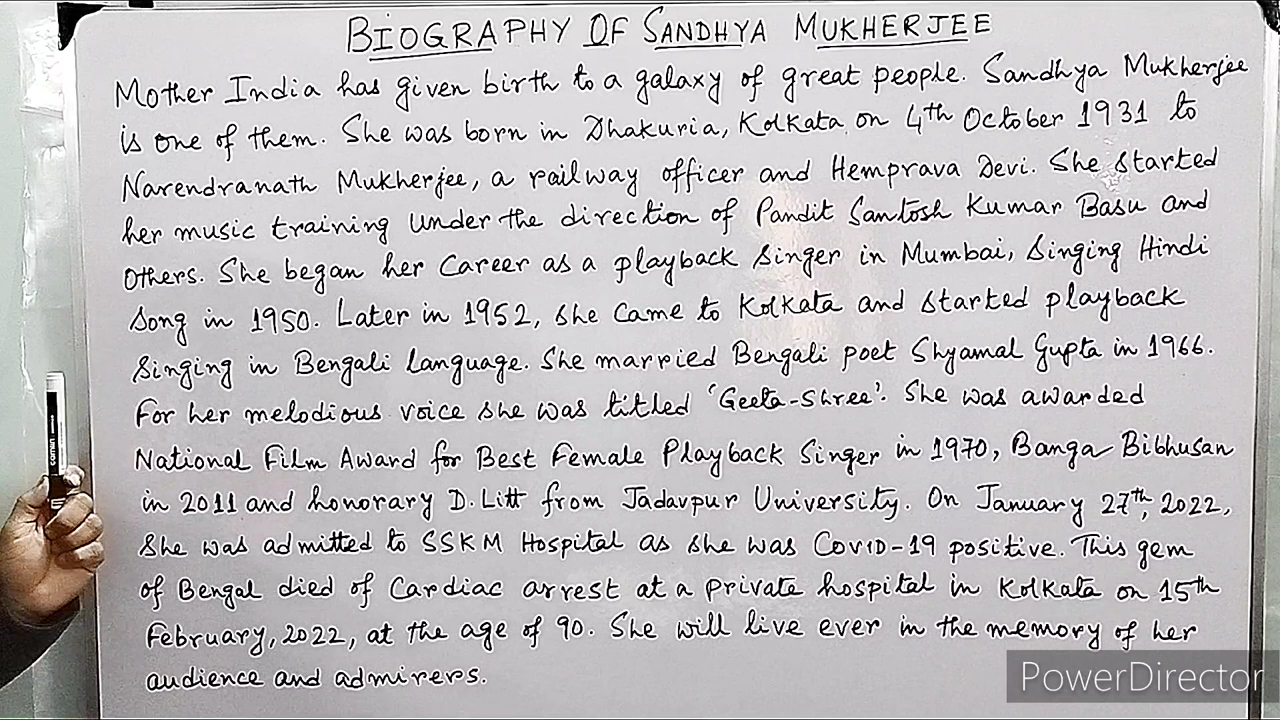 BIOGRAPHY OF SANDHYA MUKHERJEE
Mother India has given birth to a galaxy of great people. Sandhya Mukherjee
is one of them. She was born in Dhakuria, Kolkata on 4th October 1931 to
Narendranath Mukherjee, a railway officer and Hemprava Devi. She started
her music training under the direction of Pandit Santosh Kumar Basu and
others. She began her career as a playback singer in Mumbai, singing Hindi
song in 1950. Later in 1952, she came to Kolkata and started playback
singing in Bengali language. She married Bengali poet Shyamal Gupta in 1966.
For her melodious voice she was titled 'Geeta-Shree'. She was awarded
National Film Award for Best Female Playback Singer in 1970, Banga Bibhusan
in 2011 and honorary D. Litt from Jadavpur University. On January 27th, 2022,
she was admitted to SSKM Hospital as she was COVID-19 positive. This gem
of Bengal died of cardiac arrest at a private hospital in Kolkata on 15th
February, 2022, at the age of 90. She will live ever in the memory of her
audience and admirers.
camlin
PowerDirector